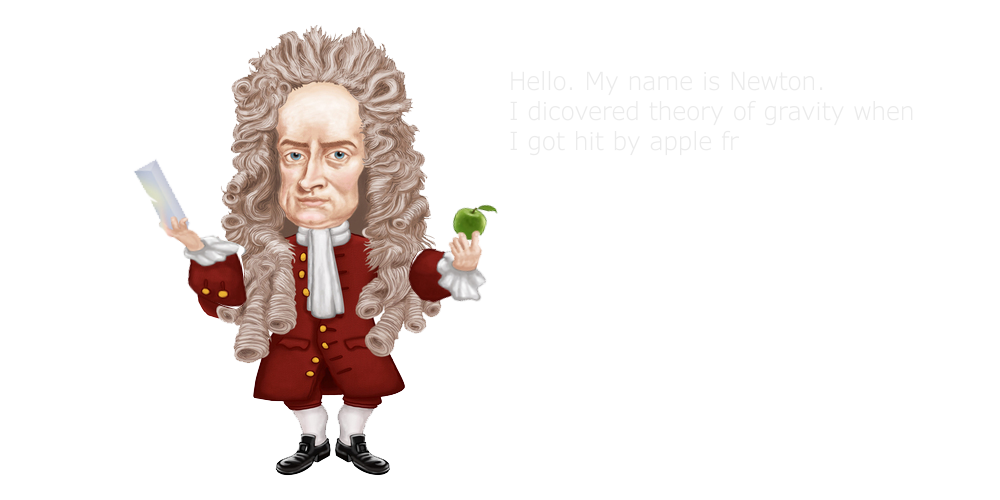 Hello. My name is Newton.
I dicovered theory of gravity when
I got hit by apple fr